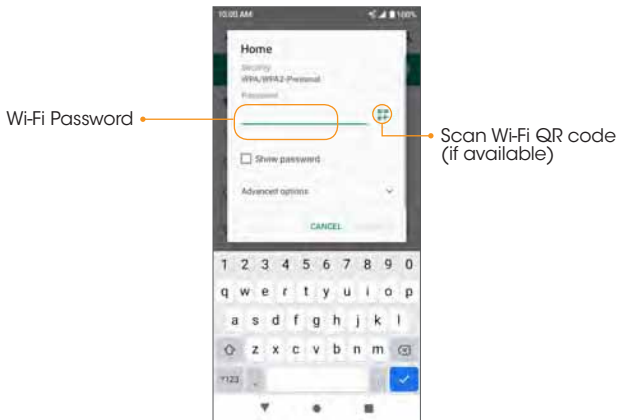 10:00 AM 100%
Home
Security
WPA/WPA2-Personal
Password
Wi-Fi Password
Scan Wi-Fi QR code
(if available)
Show password
Advanced options
CANCEL
1 2 3 4 5 6 7 8 9 0
q w e r t y u i o p
a s d f g h j k l
z x c v b n m
?123 ,